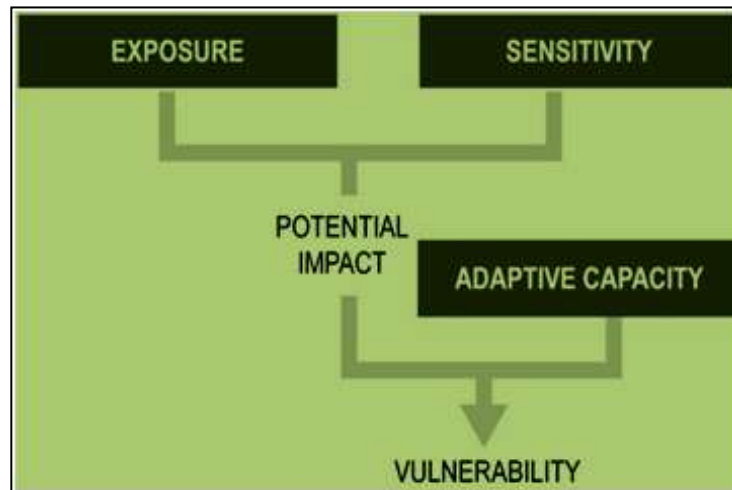 EXPOSURE
SENSITIVITY
POTENTIAL
IMPACT
ADAPTIVE CAPACITY
VULNERABILITY